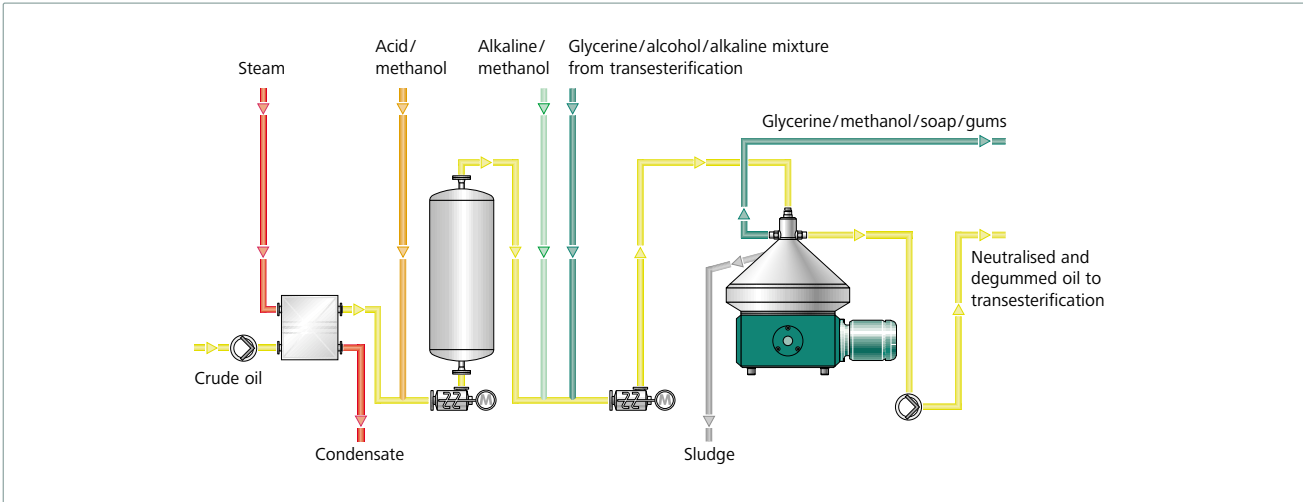 Steam
Acid/
methanol
Alkaline/
methanol
Glycerine/alcohol/alkaline mixture
from transesterification
Glycerine/methanol/soap/gums
Neutralised and
degummed oil to
transesterification
Crude oil
M
M
Condensate
Sludge